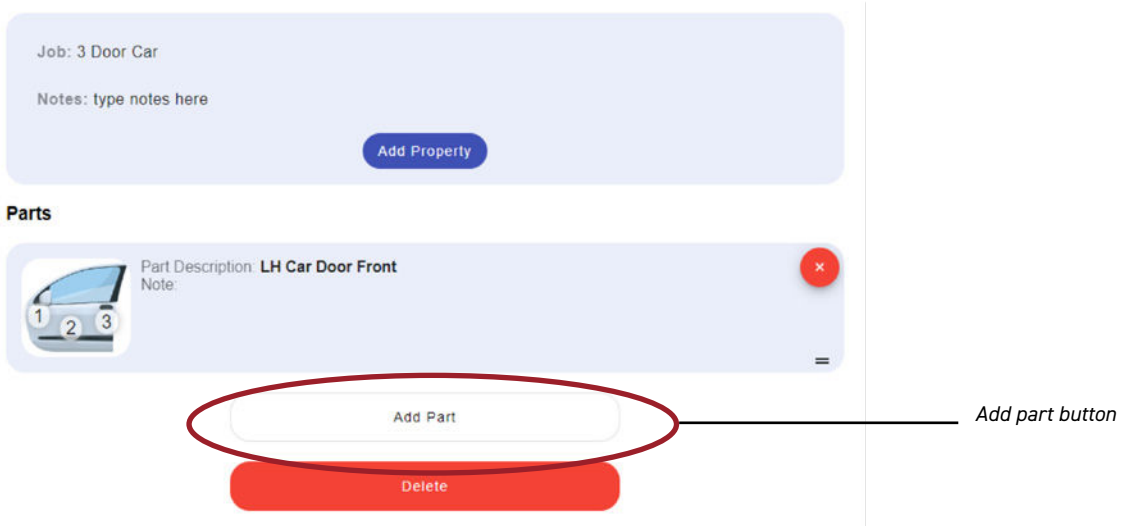 Job: 3 Door Car
Notes: type notes here
Add Property
Parts
Part Description: LH Car Door Front
Note:
1 2 3
Add Part
Add part button
Delete